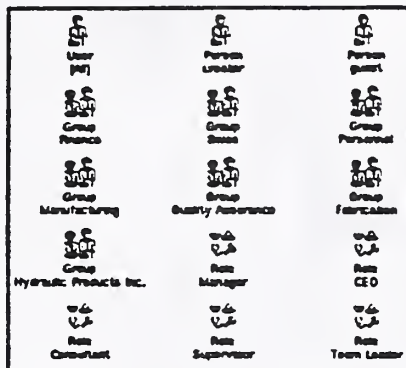 User Person Person
[All] creator guest
Group Group Group
Finance Sales Personnel
Group Group Group
Manufacturing Quality Assurance Fabrication
Group Role Role
Hydraulic Products Inc. Manager CEO
Role Role Role
Consultant Supervisor Team Leader